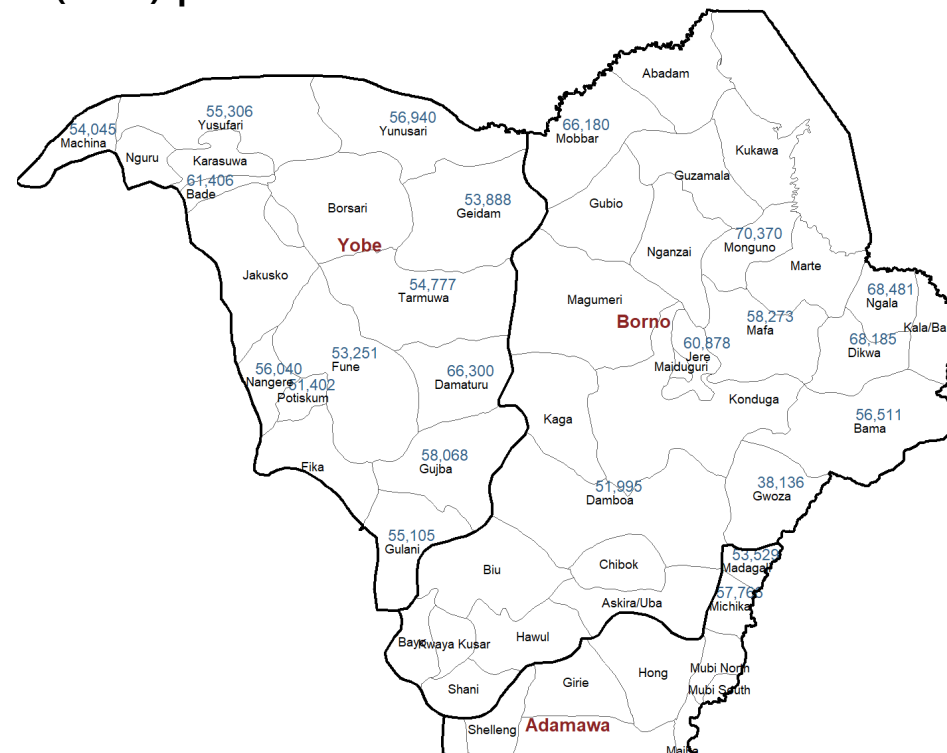 Abadam
55,306
Yusufari
56,940
Yunusari
54,045
Machina
66,180
Mobbar
Nguru
Karasuwa
Kukawa
61,406
Bade
Guzamala
Borsari
53,888
Geidam
Gubio
Yobe
70,370
Monguno
Nganzai
Jakusko
Marte
54,777
Tarmuwa
68,481
Ngala
Magumeri
Borno
58,273
Mafa
Kala/Ba
60,878
Jere
Maiduguri
68,185
Dikwa
53,251
Fune
56,040
Nangere
51,402
Potiskum
66,300
Damaturu
Konduga
Kaga
56,511
Bama
58,068
Gujba
Fika
51,995
Damboa
38,136
Gwoza
55,105
Gulani
53,529
Madagali
Chibok
Biu
57,765
Michika
Askira/Uba
Bayo
Kwaya Kusar
Hawul
Mubi North
Hong
Girie
Shani
Mubi South
Shelleng
Adamawa